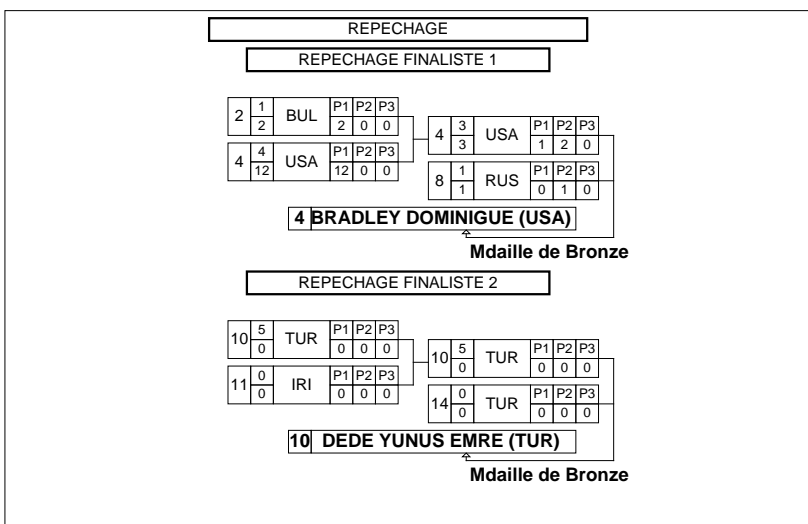 REPECHAGE
REPECHAGE FINALISTE 1
2 1 BUL P1 P2 P3
2 2 0 0
4 4 USA P1 P2 P3
12 12 0 0
4 3 USA P1 P2 P3
3 1 2 0
8 1 RUS P1 P2 P3
1 0 1 0
4 BRADLEY DOMINIGUE (USA)
Mdaille de Bronze
REPECHAGE FINALISTE 2
10 5 TUR P1 P2 P3
0 0 0 0
11 0 IRI P1 P2 P3
0 0 0 0
10 5 TUR P1 P2 P3
0 0 0 0
14 0 TUR P1 P2 P3
0 0 0 0
10 DEDE YUNUS EMRE (TUR)
Mdaille de Bronze